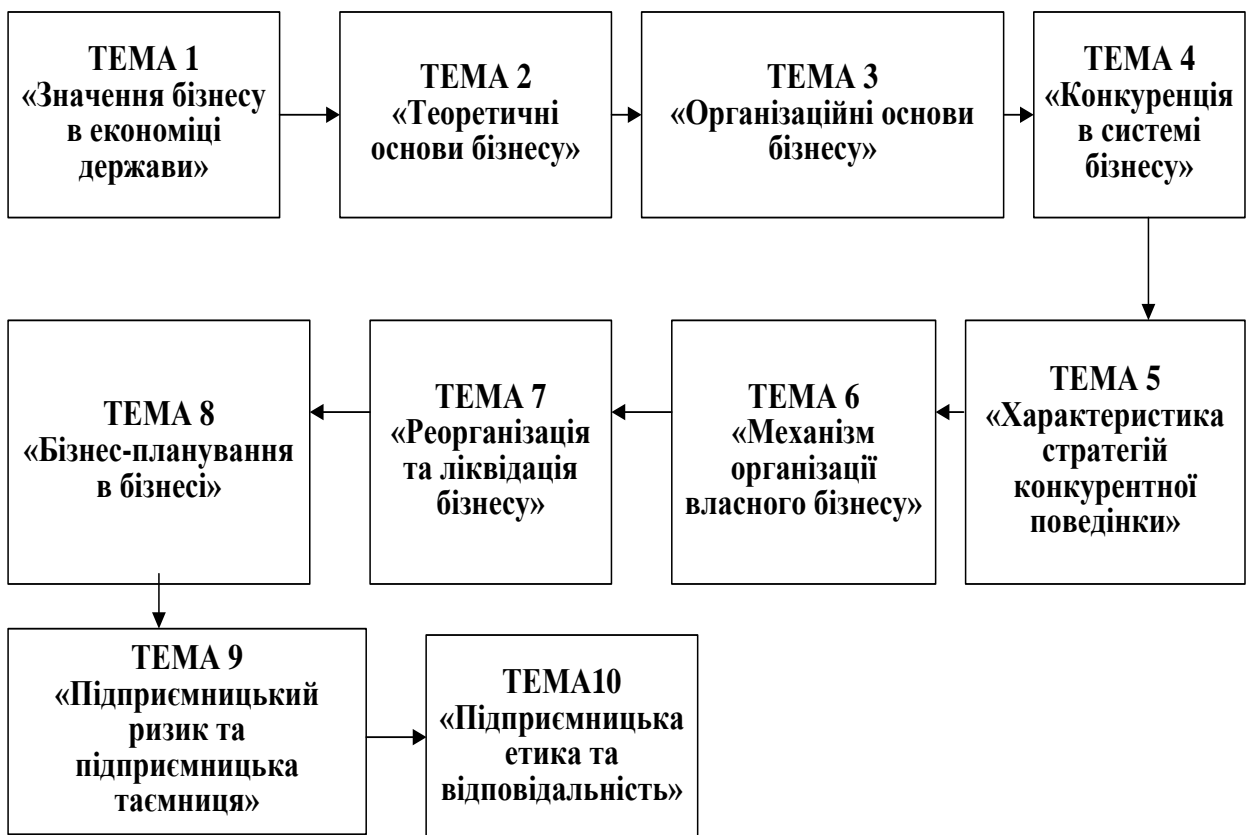 ТЕМА 1
«Значення бізнесу
в економіці
держави»
ТЕМА 2
«Теоретичні
основи бізнесу»
ТЕМА 3
«Організаційні основи
бізнесу»
ТЕМА 4
«Конкуренція
в системі
бізнесу»
ТЕМА 5
«Характеристика
стратегій
конкурентної
поведінки»
ТЕМА 6
«Механізм
організації
власного бізнесу»
ТЕМА 7
«Реорганізація
та ліквідація
бізнесу»
ТЕМА 8
«Бізнес-планування
в бізнесі»
ТЕМА 9
«Підприємницький
ризик та
підприємницька
таємниця»
ТЕМА10
«Підприємницька
етика та
відповідальність»